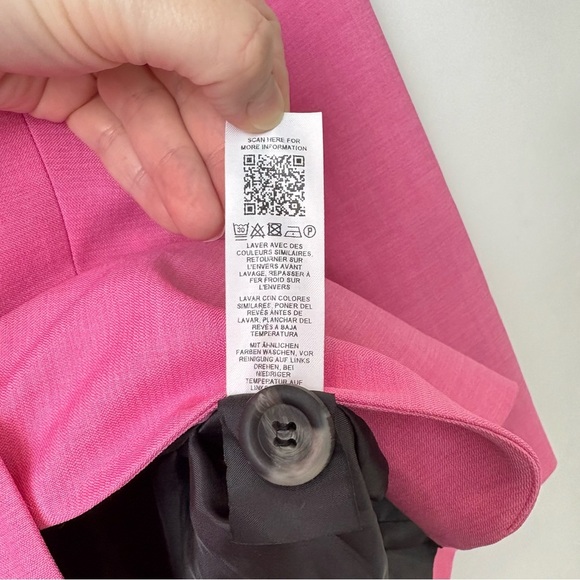 SCAN HERE FOR
MORE INFORMATION
30
P
LAVER AVEC DES
COULEURS SIMILAIRES,
RETOURNER SUR
L'ENVERS AVANT
LAVAGE, REPASSER À
FER FROID SUR
L'ENVERS
LAVAR CON COLORES
SIMILARES, PONER DEL
REVÉS ANTES DE
LAVAR, PLANCHAR DEL
REVÉS A BAJA
TEMPERATURA
MIT ÄHNLICHEN
FARBEN WASCHEN, VOR
REINIGUNG AUF LINKS
DREHEN, BEI
NIEDRIGER
TEMPERATUR AUF